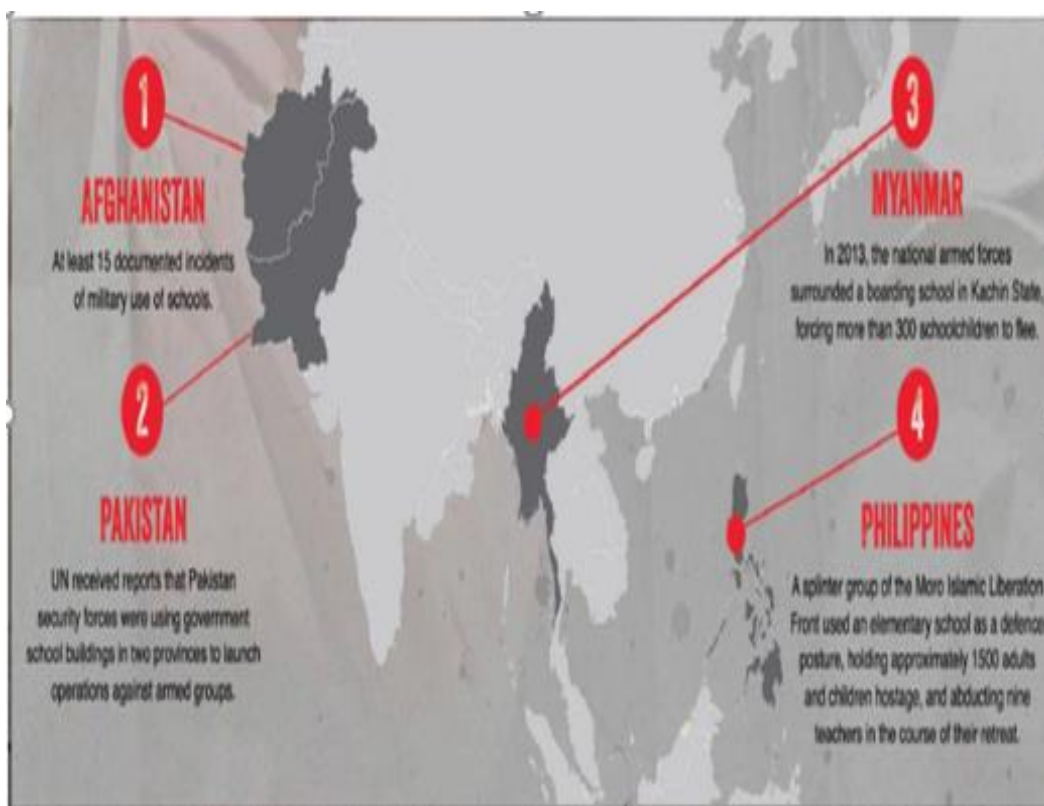 1
AFGHANISTAN
At least 15 documented incidents
of military use of schools.
2
PAKISTAN
UN received reports that Pakistan
security forces were using government
school buildings in two provinces to launch
operations against armed groups.
3
MYANMAR
In 2013, the national armed forces
surrounded a boarding school in Kachin State,
forcing more than 300 schoolchildren to flee.
4
PHILIPPINES
A splinter group of the Moro Islamic Liberation
Front used an elementary school as a defence
posture, holding approximately 1500 adults
and children hostage, and abducting nine
teachers in the course of their retreat.